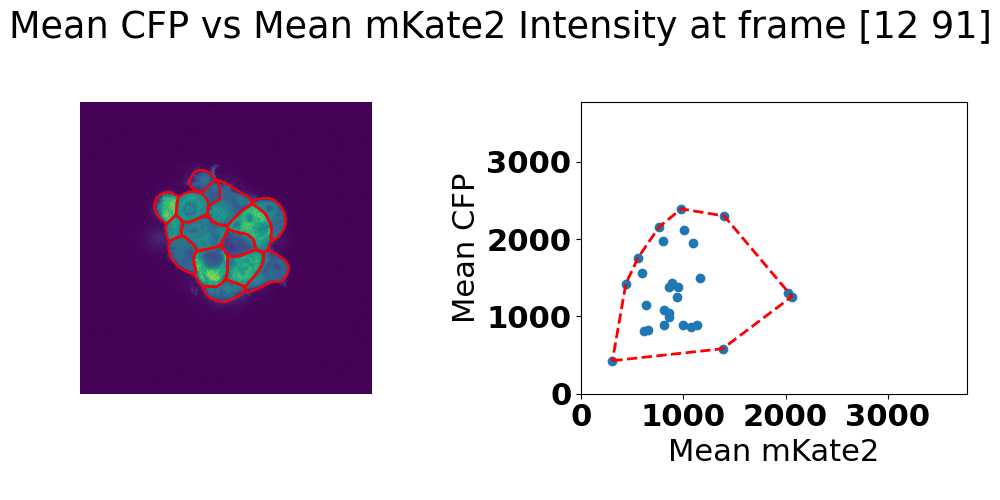 Mean CFP vs Mean mKate2 Intensity at frame [12 91]
3000
2000
1000
0
Mean CFP
0 1000 2000 3000
Mean mKate2